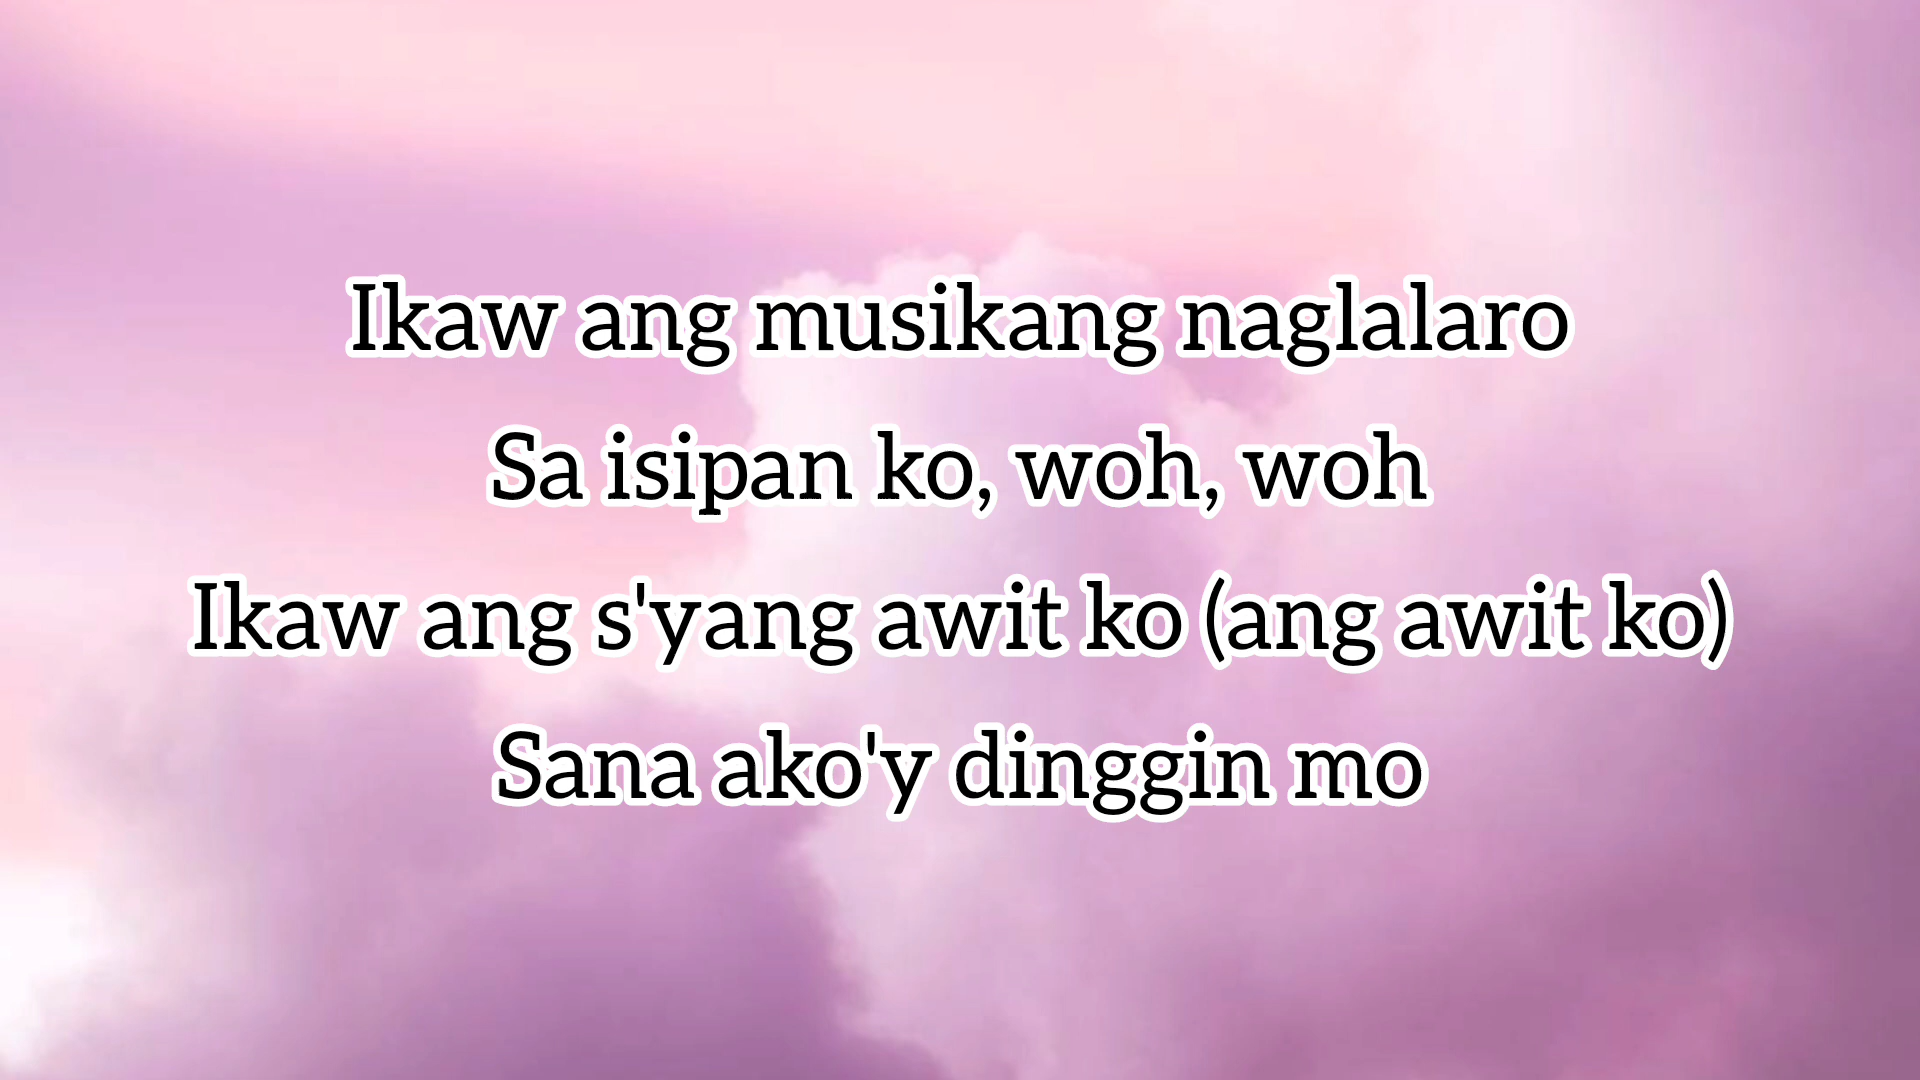 Ikaw ang musikang naglalaro
Sa isipan ko, woh, woh
Ikaw ang s'yang awit ko (ang awit ko)
Sana ako'y dinggin mo